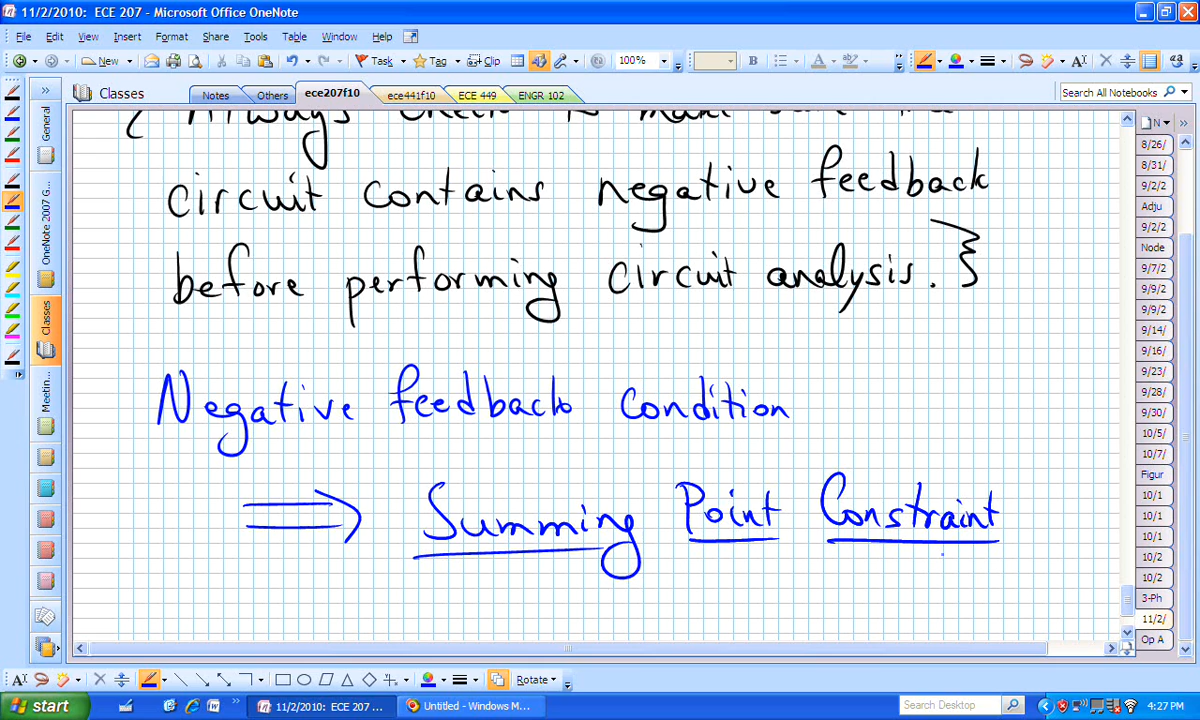 11/2/2010: ECE 207 - Microsoft Office OneNote
File Edit View Insert Format Share Tools Table Window Help
New Task Tag Clip 100% B A ab
Classes Notes Others ece207f10 ece441f10 ECE 449 ENGR 102 Search All Notebooks
General
OneNote 2007 G...
Classes
Meetin...
{ Always check to make
circuit contains negative feedback
before performing circuit analysis. }
Negative feedback condition
⇒ Summing Point Constraint
N
8/26/
8/31/
9/2/2
Adju
9/2/2
Node
9/7/2
9/9/2
9/9/2
9/14/
9/16/
9/23/
9/28/
9/30/
10/5/
10/7/
Figur
10/1
10/1
10/1
10/2
10/2
3-Ph
11/2/
Op A
Rotate
start 11/2/2010: ECE 207 ... Untitled - Windows M... Search Desktop 4:27 PM